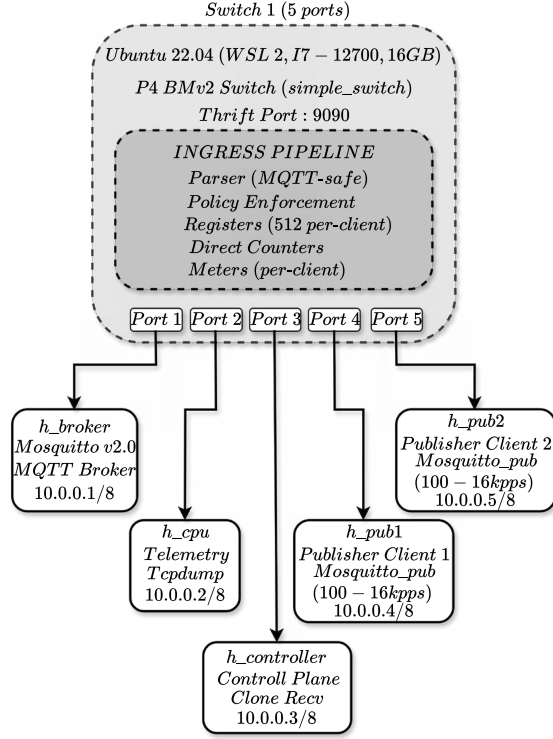 Switch 1 (5 ports)
Ubuntu 22.04 (WSL 2, I7 − 12700, 16GB)
P4 BMv2 Switch (simple_switch)
Thrift Port : 9090
INGRESS PIPELINE
Parser (MQTT-safe)
Policy Enforcement
Registers (512 per-client)
Direct Counters
Meters (per-client)
Port 1 Port 2 Port 3 Port 4 Port 5
h_broker
Mosquitto v2.0
MQTT Broker
10.0.0.1/8
h_pub2
Publisher Client 2
Mosquitto_pub
(100 − 16kpps)
10.0.0.5/8
h_cpu
Telemetry
Tcpdump
10.0.0.2/8
h_pub1
Publisher Client 1
Mosquitto_pub
(100 − 16kpps)
10.0.0.4/8
h_controller
Controll Plane
Clone Recv
10.0.0.3/8